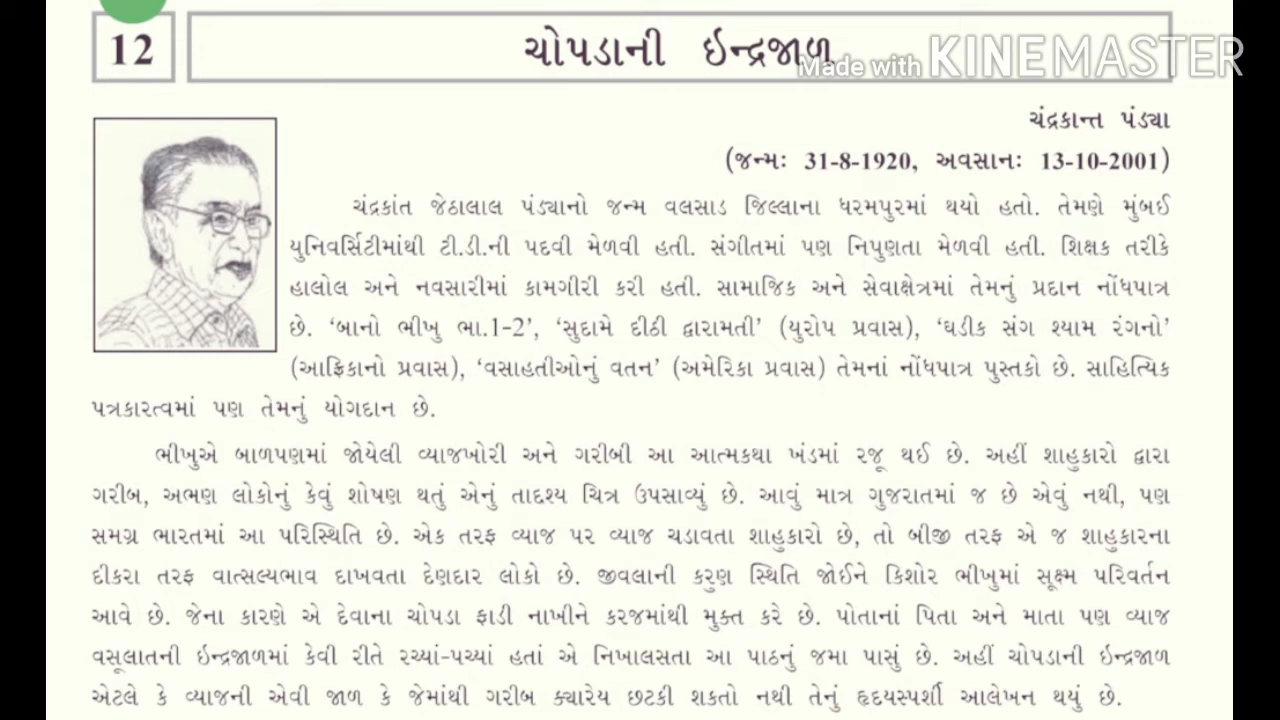 12
ચોપડાની ઇન્દ્રજાળ
Made with KINEMASTER
ચંદ્રકાન્ત પંડ્યા
(જન્મઃ 31-8-1920, અવસાનઃ 13-10-2001)
ચંદ્રકાંત જેઠાલાલ પંડ્યાનો જન્મ વલસાડ જિલ્લાના ધરમપુરમાં થયો હતો. તેમણે મુંબઈ
યુનિવર્સિટીમાંથી ટી.ડી.ની પદવી મેળવી હતી. સંગીતમાં પણ નિપુણતા મેળવી હતી. શિક્ષક તરીકે
હાલોલ અને નવસારીમાં કામગીરી કરી હતી. સામાજિક અને સેવાક્ષેત્રમાં તેમનું પ્રદાન નોંધપાત્ર
છે. ‘બાનો ભીખુ ભા.1-2’, ‘સુદામે દીઠી દ્વારામતી’ (યુરોપ પ્રવાસ), ‘ઘડીક સંગ શ્યામ રંગનો’
(આફ્રિકાનો પ્રવાસ), ‘વસાહતીઓનું વતન’ (અમેરિકા પ્રવાસ) તેમનાં નોંધપાત્ર પુસ્તકો છે. સાહિત્યિક
પત્રકારત્વમાં પણ તેમનું યોગદાન છે.
ભીખુએ બાળપણમાં જોયેલી વ્યાજખોરી અને ગરીબી આ આત્મકથા ખંડમાં રજૂ થઈ છે. અહીં શાહુકારો દ્વારા
ગરીબ, અભણ લોકોનું કેવું શોષણ થતું એનું તાદશ્ય ચિત્ર ઉપસાવ્યું છે. આવું માત્ર ગુજરાતમાં જ છે એવું નથી, પણ
સમગ્ર ભારતમાં આ પરિસ્થિતિ છે. એક તરફ વ્યાજ પર વ્યાજ ચડાવતા શાહુકારો છે, તો બીજી તરફ એ જ શાહુકારના
દીકરા તરફ વાત્સલ્યભાવ દાખવતા દેણદાર લોકો છે. જીવલાની કરુણ સ્થિતિ જોઈને કિશોર ભીખુમાં સૂક્ષ્મ પરિવર્તન
આવે છે. જેના કારણે એ દેવાના ચોપડા ફાડી નાખીને કરજમાંથી મુક્ત કરે છે. પોતાનાં પિતા અને માતા પણ વ્યાજ
વસૂલાતની ઇન્દ્રજાળમાં કેવી રીતે રચ્યાં-પચ્યાં હતાં એ નિખાલસતા આ પાઠનું જમા પાસું છે. અહીં ચોપડાની ઇન્દ્રજાળ
એટલે કે વ્યાજની એવી જાળ કે જેમાંથી ગરીબ ક્યારેય છટકી શકતો નથી તેનું હૃદયસ્પર્શી આલેખન થયું છે.